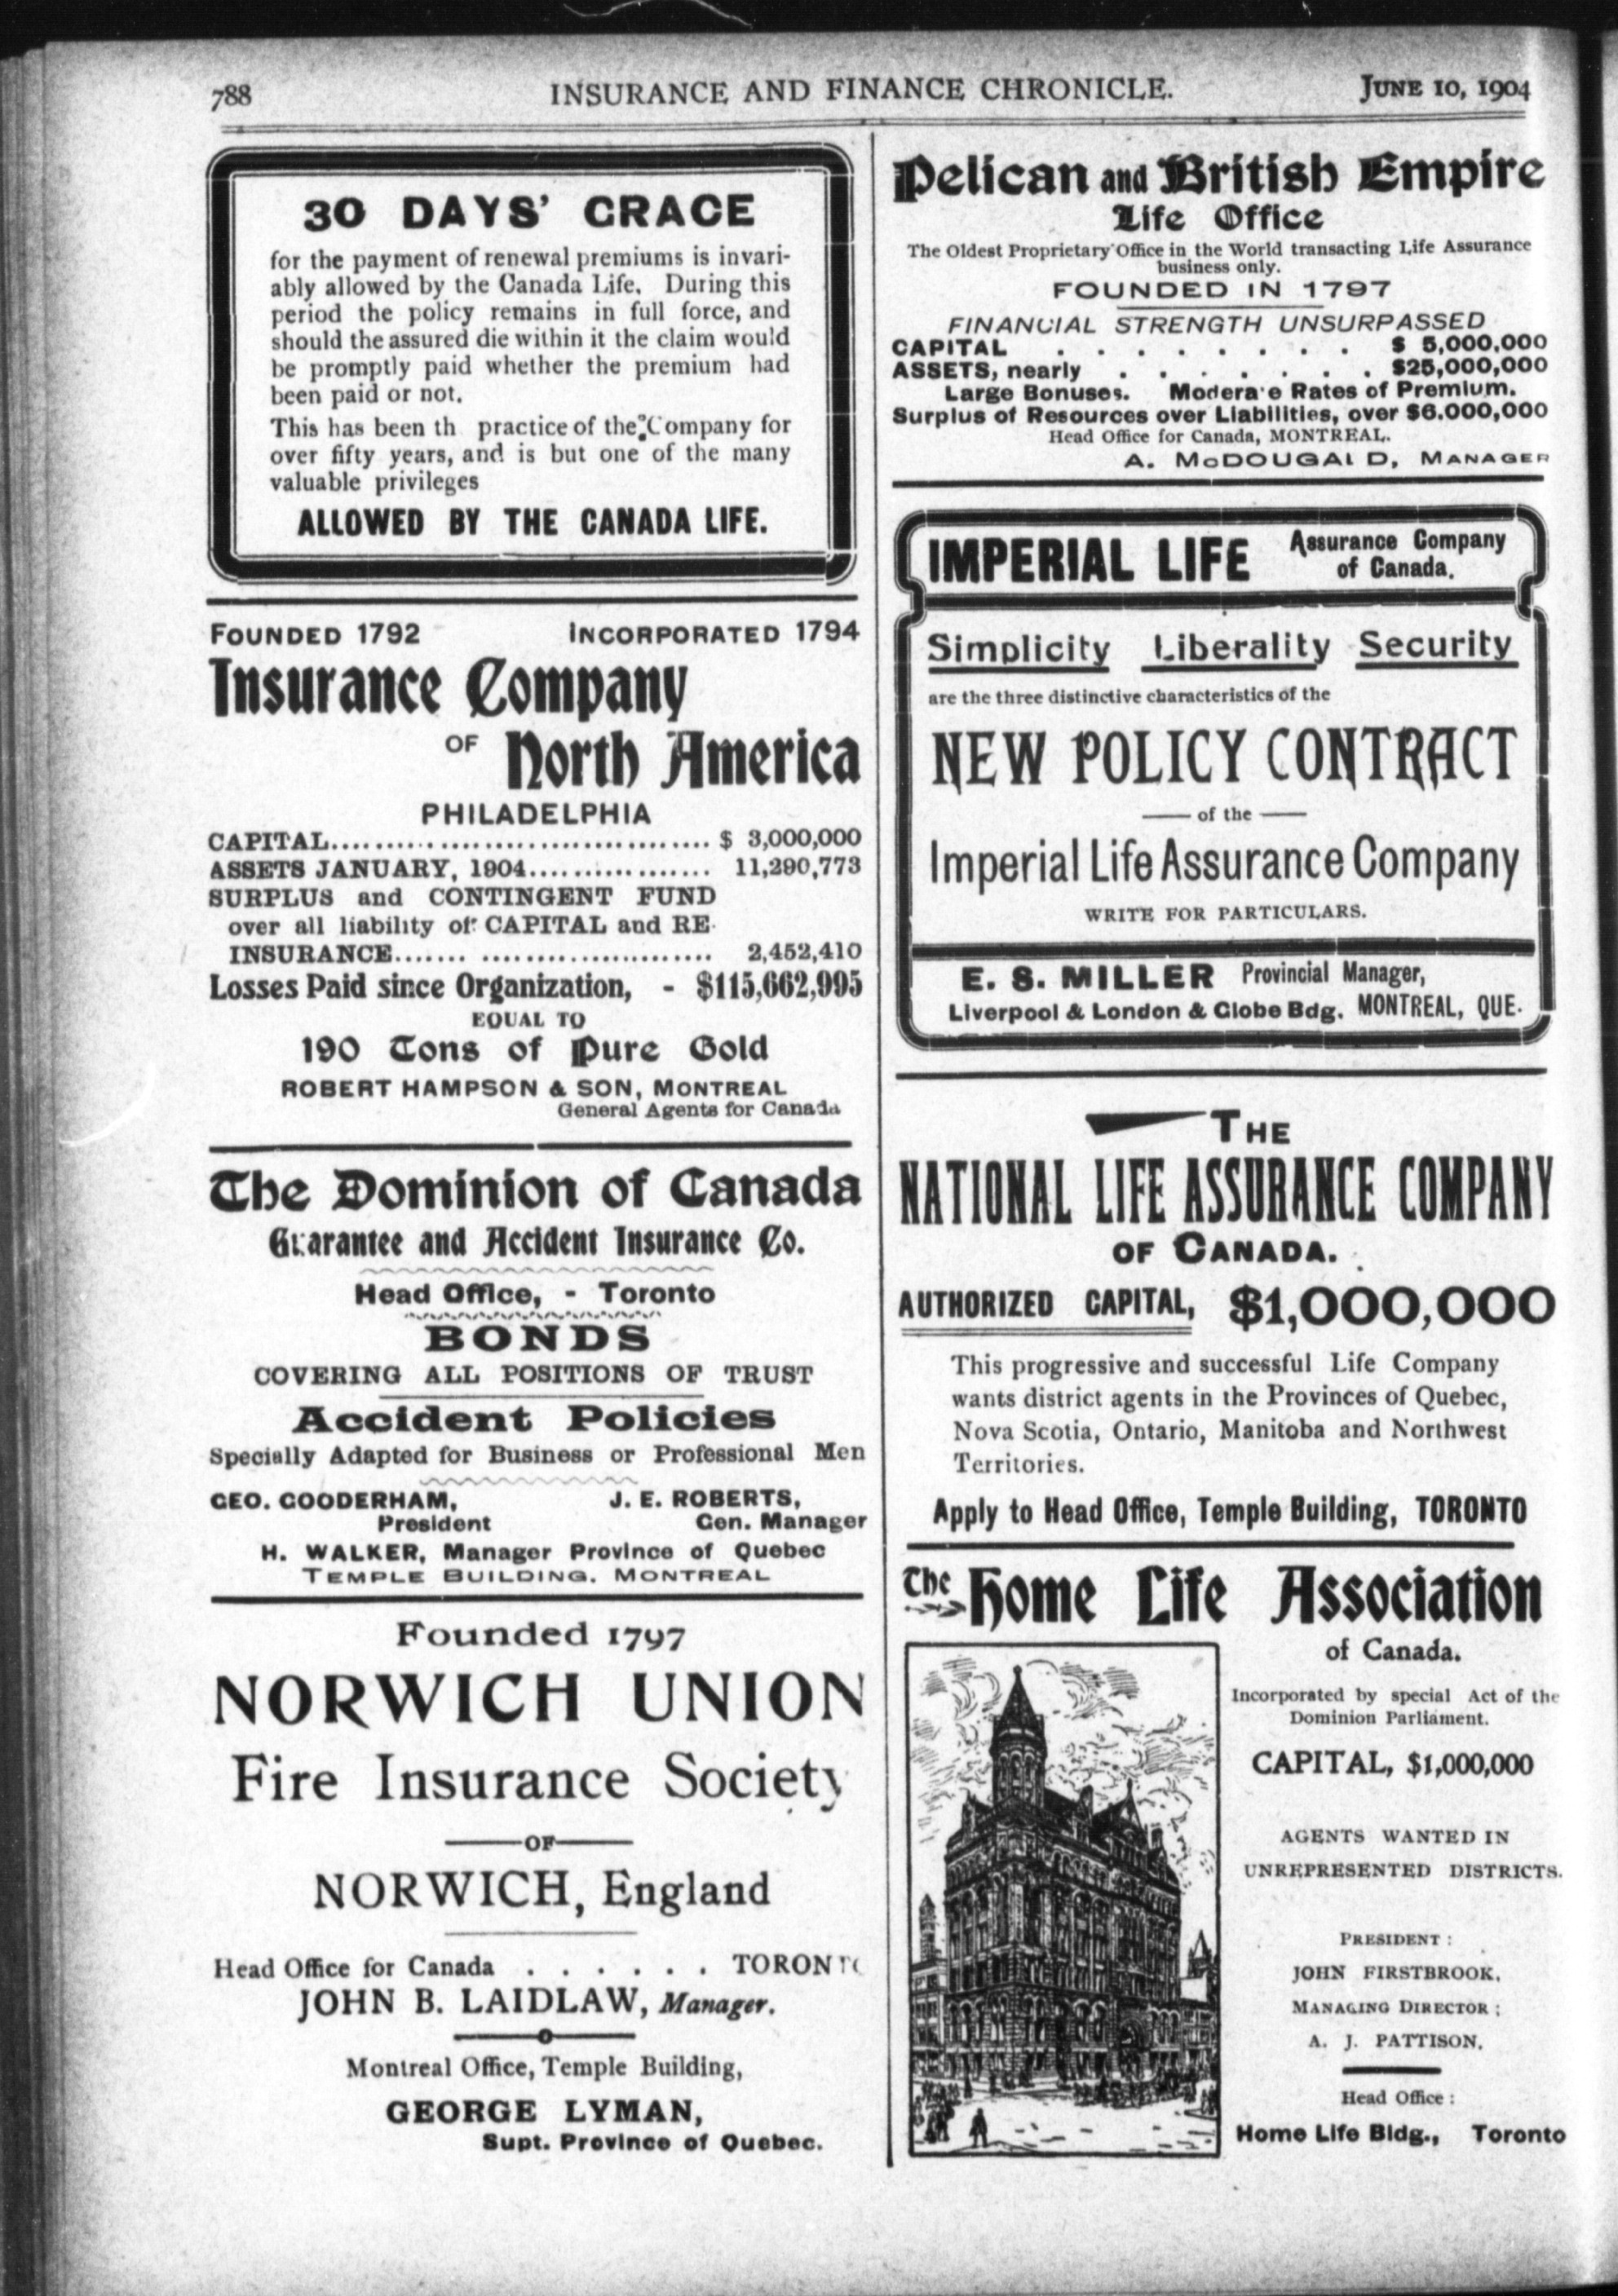 788 INSURANCE AND FINANCE CHRONICLE. JUNE 10, 1904
30 DAYS' GRACE
for the payment of renewal premiums is invari-
ably allowed by the Canada Life. During this
period the policy remains in full force, and
should the assured die within it the claim would
be promptly paid whether the premium had
been paid or not.
This has been th practice of the Company for
over fifty years, and is but one of the many
valuable privileges
ALLOWED BY THE CANADA LIFE.
FOUNDED 1792 INCORPORATED 1794
Insurance Company
OF North America
PHILADELPHIA
CAPITAL.................................... $ 3,000,000
ASSETS JANUARY, 1904................. 11,290,773
SURPLUS and CONTINGENT FUND
over all liability of CAPITAL and RE-
INSURANCE............................. 2,452,410
Losses Paid since Organization, - $115,662,995
EQUAL TO
190 Tons of Pure Gold
ROBERT HAMPSON & SON, MONTREAL
General Agents for Canada
The Dominion of Canada
Guarantee and Accident Insurance Co.
Head Office, - Toronto
BONDS
COVERING ALL POSITIONS OF TRUST
Accident Policies
Specially Adapted for Business or Professional Men
GEO. GOODERHAM, J. E. ROBERTS,
President Gen. Manager
H. WALKER, Manager Province of Quebec
TEMPLE BUILDING. MONTREAL
Founded 1797
NORWICH UNION
Fire Insurance Society
OF
NORWICH, England
Head Office for Canada . . . . . . TORONTO
JOHN B. LAIDLAW, Manager.
Montreal Office, Temple Building,
GEORGE LYMAN,
Supt. Province of Quebec.
Pelican and British Empire
Life Office
The Oldest Proprietary Office in the World transacting Life Assurance
business only.
FOUNDED IN 1797
FINANCIAL STRENGTH UNSURPASSED
CAPITAL . . . . . . . . $ 5,000,000
ASSETS, nearly . . . . . . . $25,000,000
Large Bonuses. Modera'e Rates of Premium.
Surplus of Resources over Liabilities, over $6.000,000
Head Office for Canada, MONTREAL.
A. McDOUGALD, MANAGER
IMPERIAL LIFE Assurance Company
of Canada.
Simplicity Liberality Security
are the three distinctive characteristics of the
NEW POLICY CONTRACT
of the
Imperial Life Assurance Company
WRITE FOR PARTICULARS.
E. S. MILLER Provincial Manager,
Liverpool & London & Globe Bdg. MONTREAL, QUE.
THE
NATIONAL LIFE ASSURANCE COMPANY
OF CANADA.
AUTHORIZED CAPITAL, $1,000,000
This progressive and successful Life Company
wants district agents in the Provinces of Quebec,
Nova Scotia, Ontario, Manitoba and Northwest
Territories.
Apply to Head Office, Temple Building, TORONTO
The Home Life Association
of Canada.
Incorporated by special Act of the
Dominion Parliament.
CAPITAL, $1,000,000
AGENTS WANTED IN
UNREPRESENTED DISTRICTS.
PRESIDENT :
JOHN FIRSTBROOK.
MANAGING DIRECTOR ;
A. J. PATTISON.
Head Office :
Home Life Bldg., Toronto